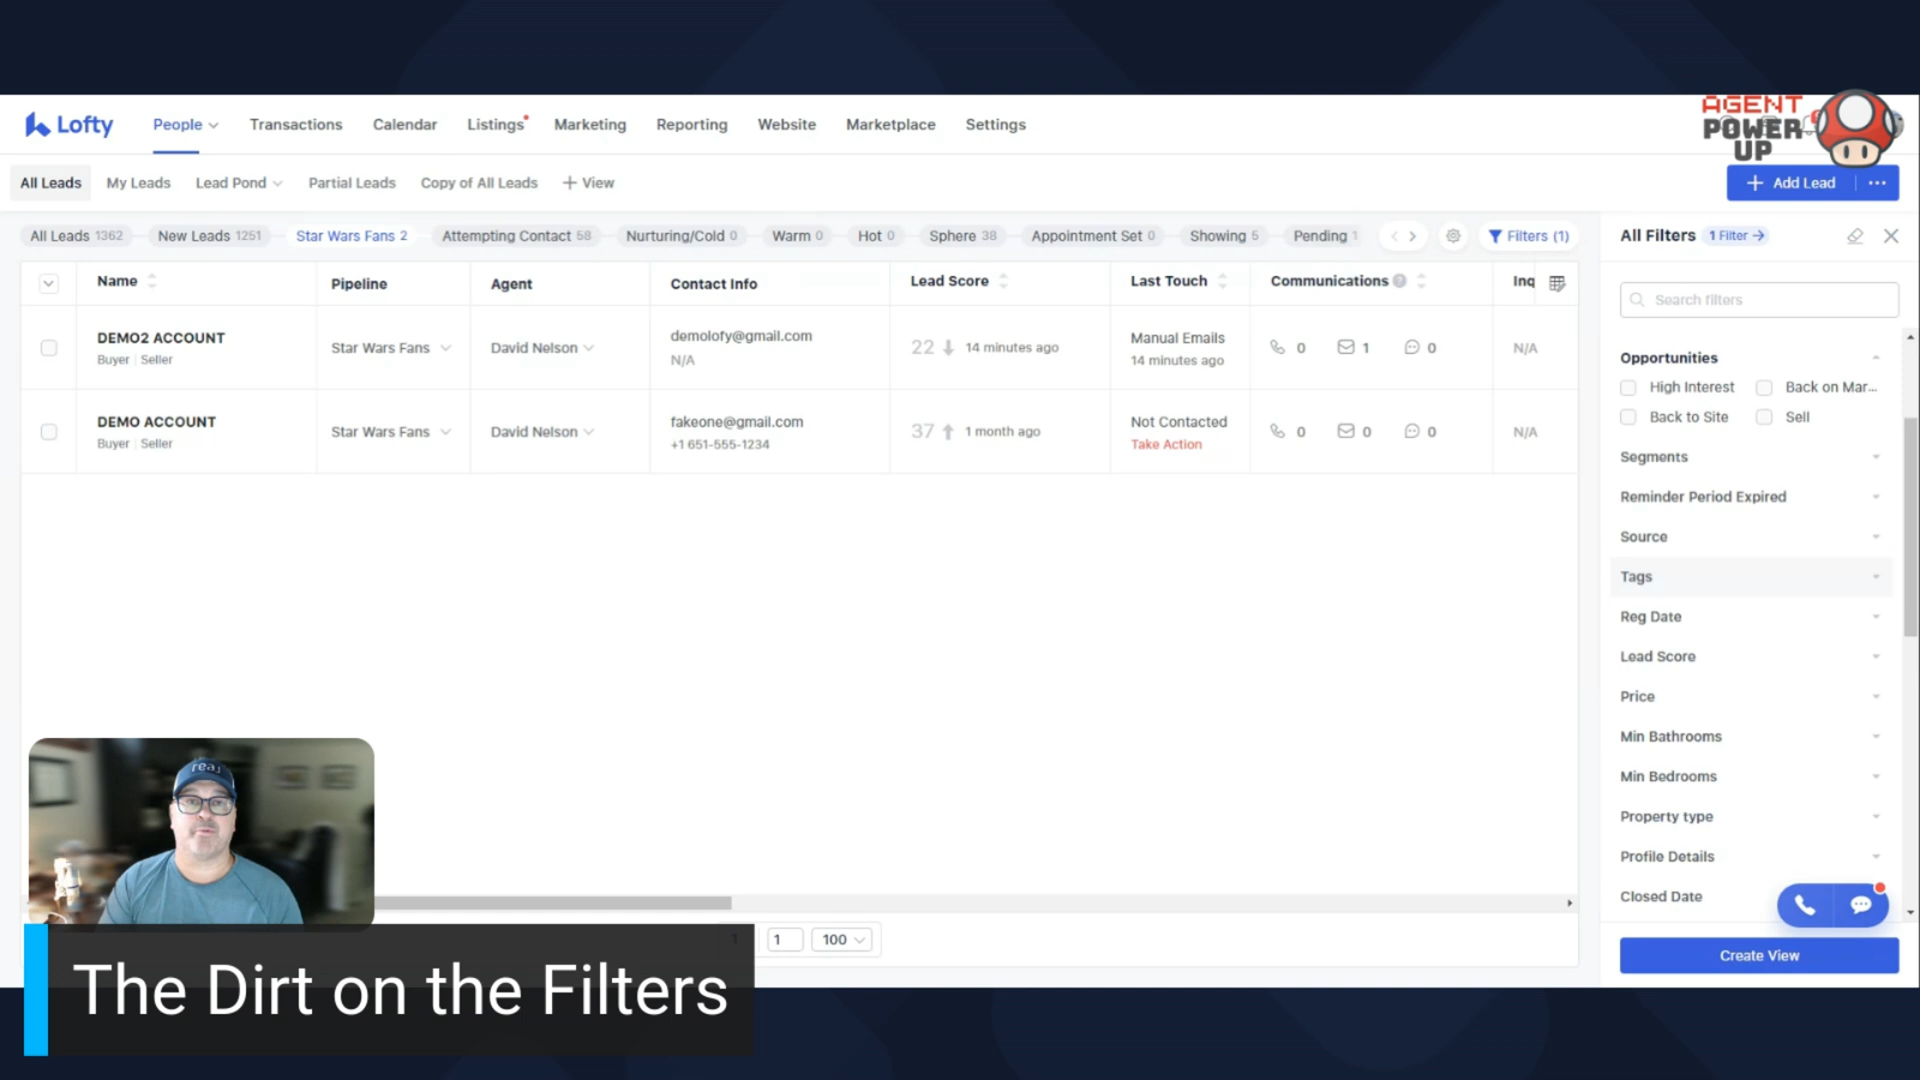 Lofty
People
Transactions
Calendar
Listings
Marketing
Reporting
Website
Marketplace
Settings
AGENT
POWER
UP
All Leads
My Leads
Lead Pond
Partial Leads
Copy of All Leads
+ View
+ Add Lead
...
All Leads 1362
New Leads 1251
Star Wars Fans 2
Attempting Contact 58
Nurturing/Cold 0
Warm 0
Hot 0
Sphere 38
Appointment Set 0
Showing 5
Pending 1
Filters (1)
All Filters
1 Filter →
Name
Pipeline
Agent
Contact Info
Lead Score
Last Touch
Communications ?
Inq
DEMO2 ACCOUNT
Buyer | Seller
Star Wars Fans
David Nelson
demolofy@gmail.com
N/A
22
14 minutes ago
Manual Emails
14 minutes ago
0
1
0
N/A
DEMO ACCOUNT
Buyer | Seller
Star Wars Fans
David Nelson
fakeone@gmail.com
+1 651-555-1234
37
1 month ago
Not Contacted
Take Action
0
0
0
N/A
Search filters
Opportunities
High Interest
Back on Mar...
Back to Site
Sell
Segments
Reminder Period Expired
Source
Tags
Reg Date
Lead Score
Price
Min Bathrooms
Min Bedrooms
Property type
Profile Details
Closed Date
Create View
real
1
1
100
The Dirt on the Filters